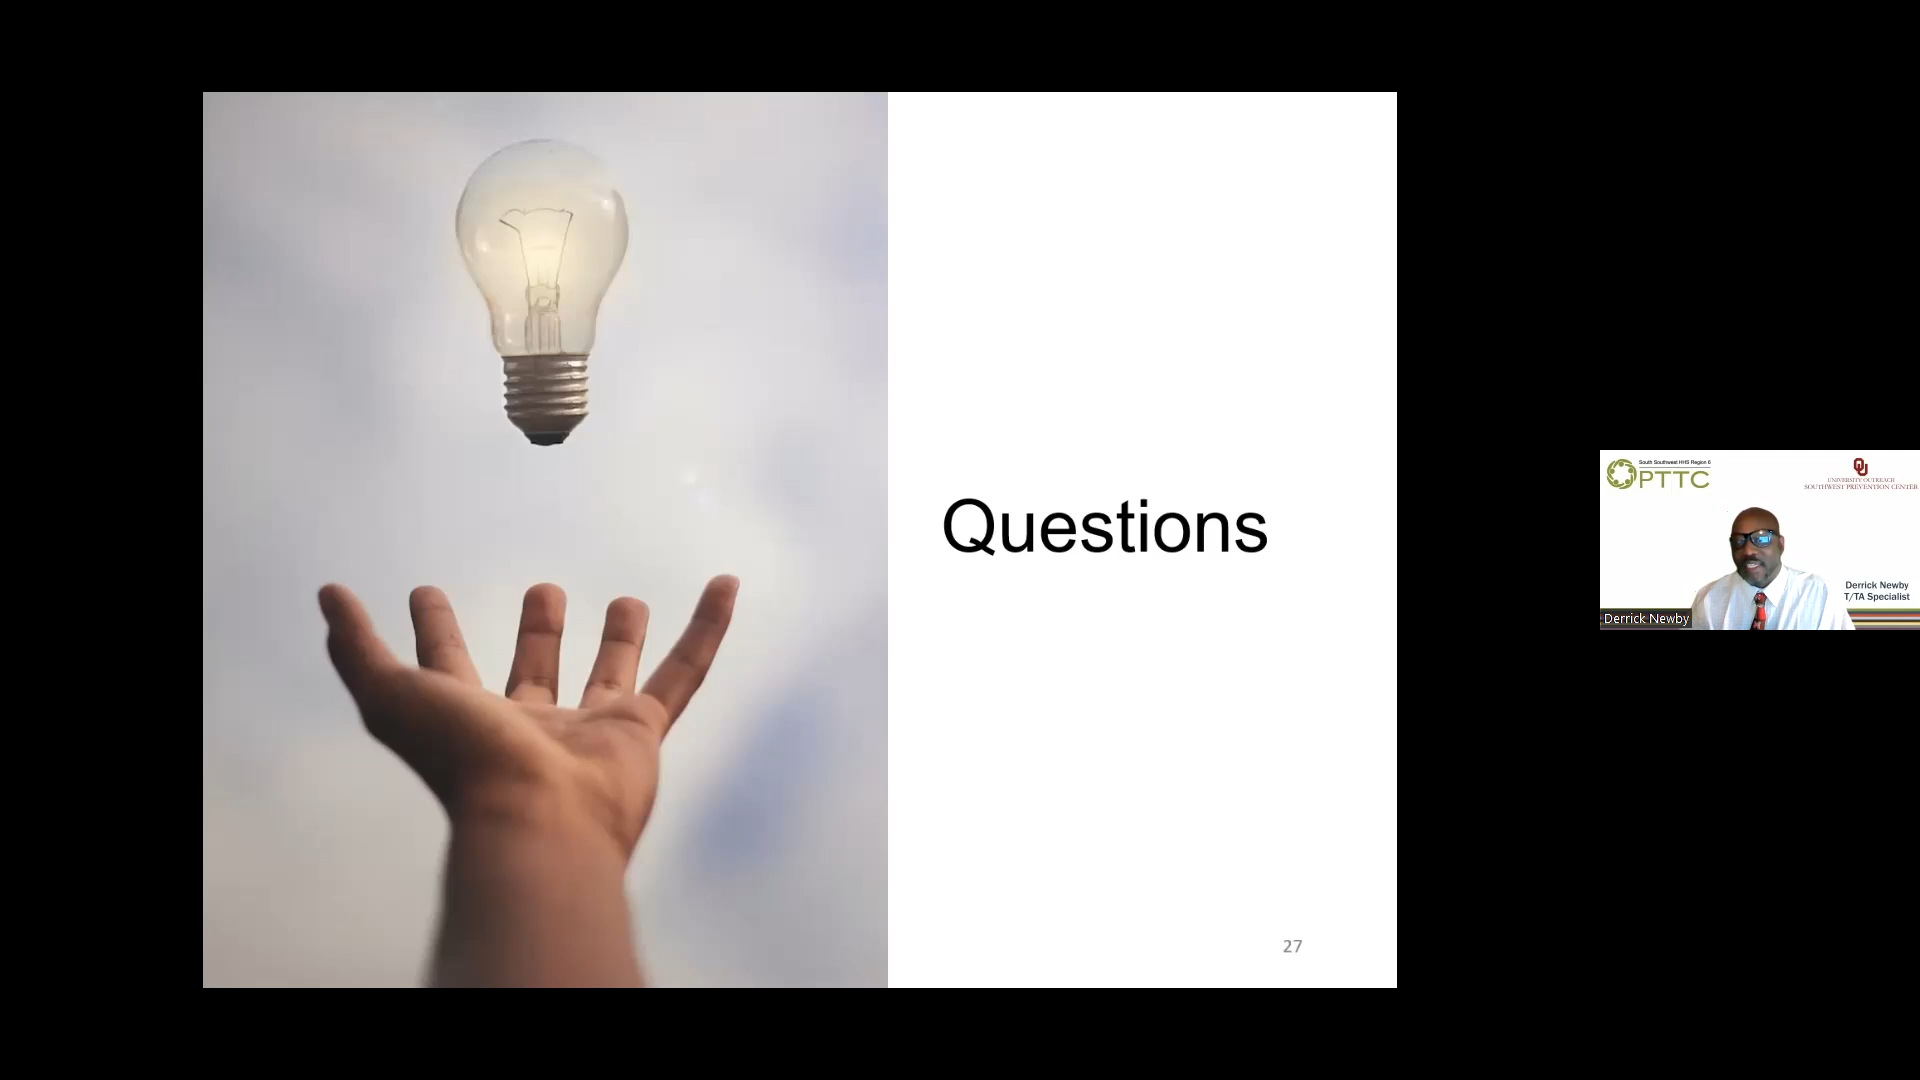 Questions
27
South Southwest HHS Region 6
PTTC
OU
UNIVERSITY OUTREACH
SOUTHWEST PREVENTION CENTER
Derrick Newby
T/TA Specialist
Derrick Newby